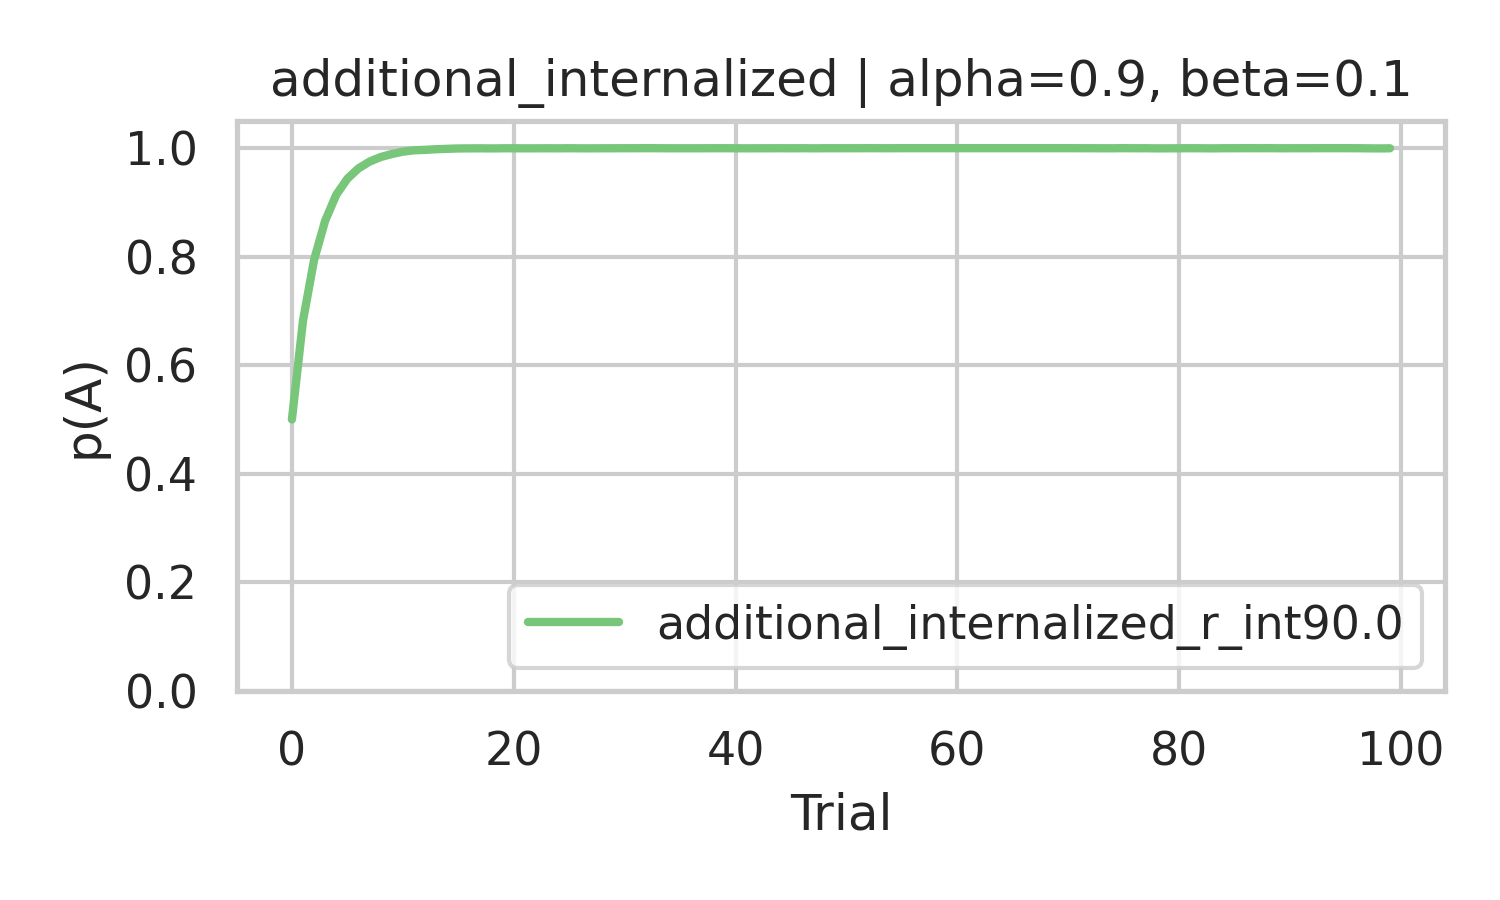 additional_internalized | alpha=0.9, beta=0.1
1.0
0.8
0.6
0.4
0.2
0.0
p(A)
additional_internalized_r_int90.0
0 20 40 60 80 100
Trial